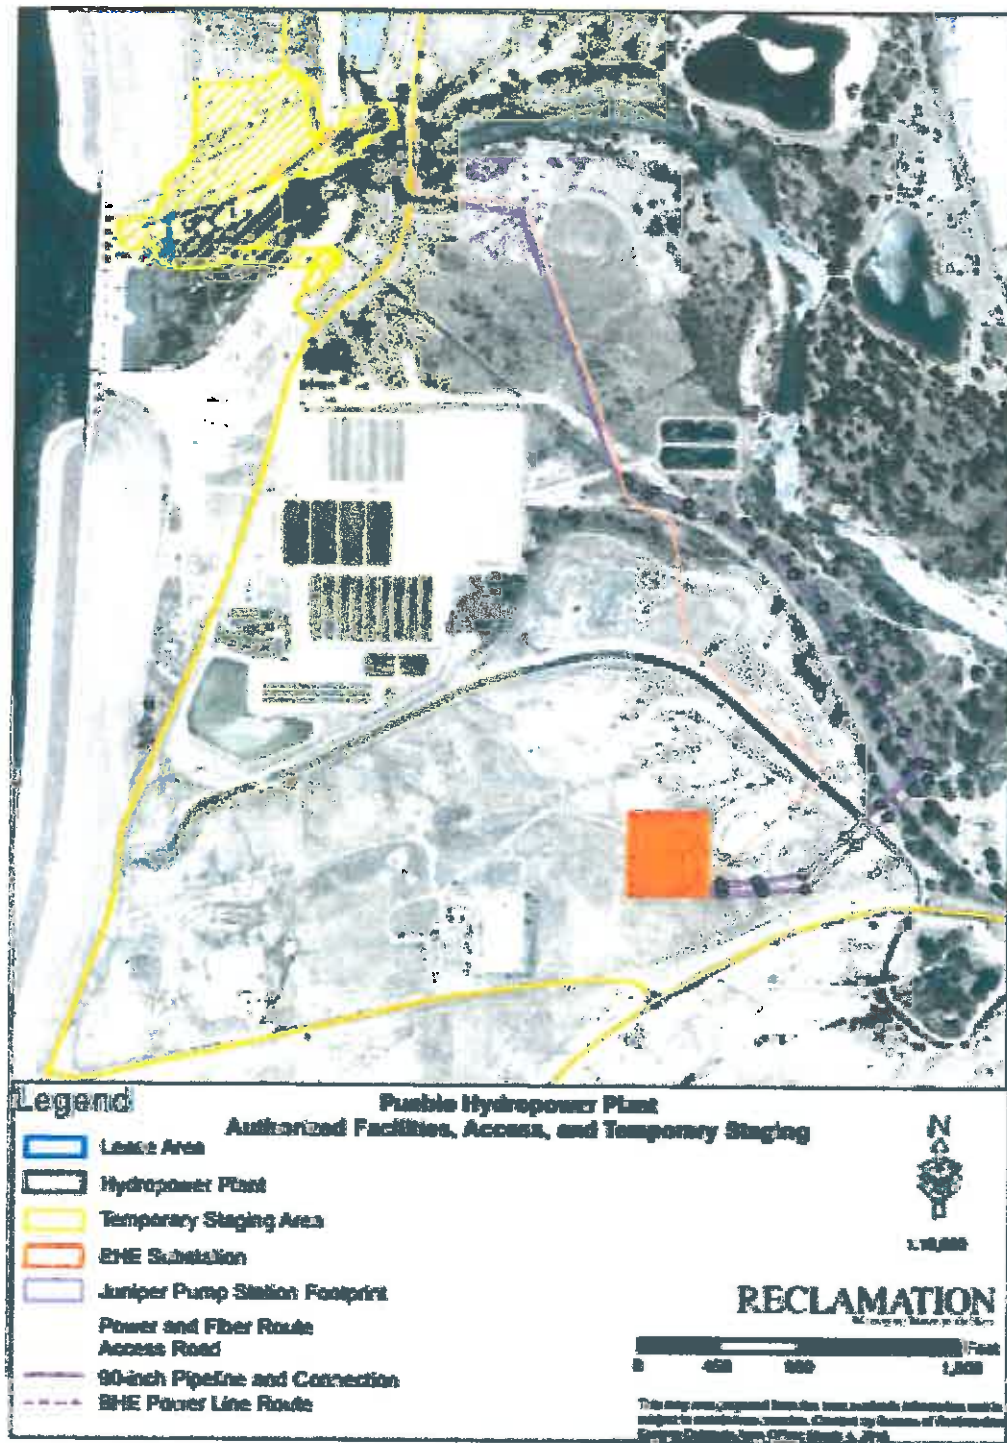 Legend
Pueblo Hydropower Plant
Authorized Facilities, Access, and Temporary Staging
Lease Area
Hydropower Plant
Temporary Staging Area
BHE Substation
Juniper Pump Station Footprint
Power and Fiber Route
Access Road
90-inch Pipeline and Connection
BHE Power Line Route
N
RECLAMATION
Feet
0